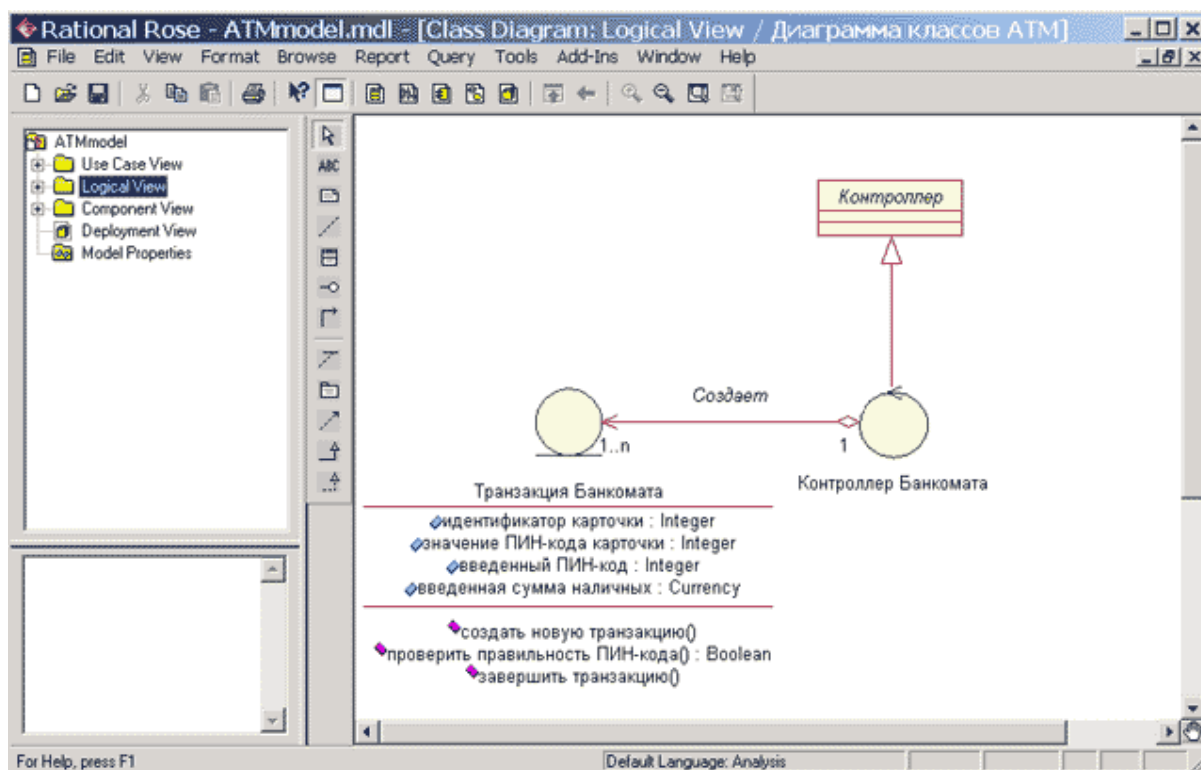 Rational Rose - ATMmodel.mdl - [Class Diagram: Logical View / Диаграмма классов АТМ]
File Edit View Format Browse Report Query Tools Add-Ins Window Help
ATMmodel
Use Case View
Logical View
Component View
Deployment View
Model Properties
ABC
Контроллер
Создает
1..n
1
Транзакция Банкомата
Контроллер Банкомата
идентификатор карточки : Integer
значение ПИН-кода карточки : Integer
введенный ПИН-код : Integer
введенная сумма наличных : Currency
создать новую транзакцию()
проверить правильность ПИН-кода() : Boolean
завершить транзакцию()
For Help, press F1
Default Language: Analysis